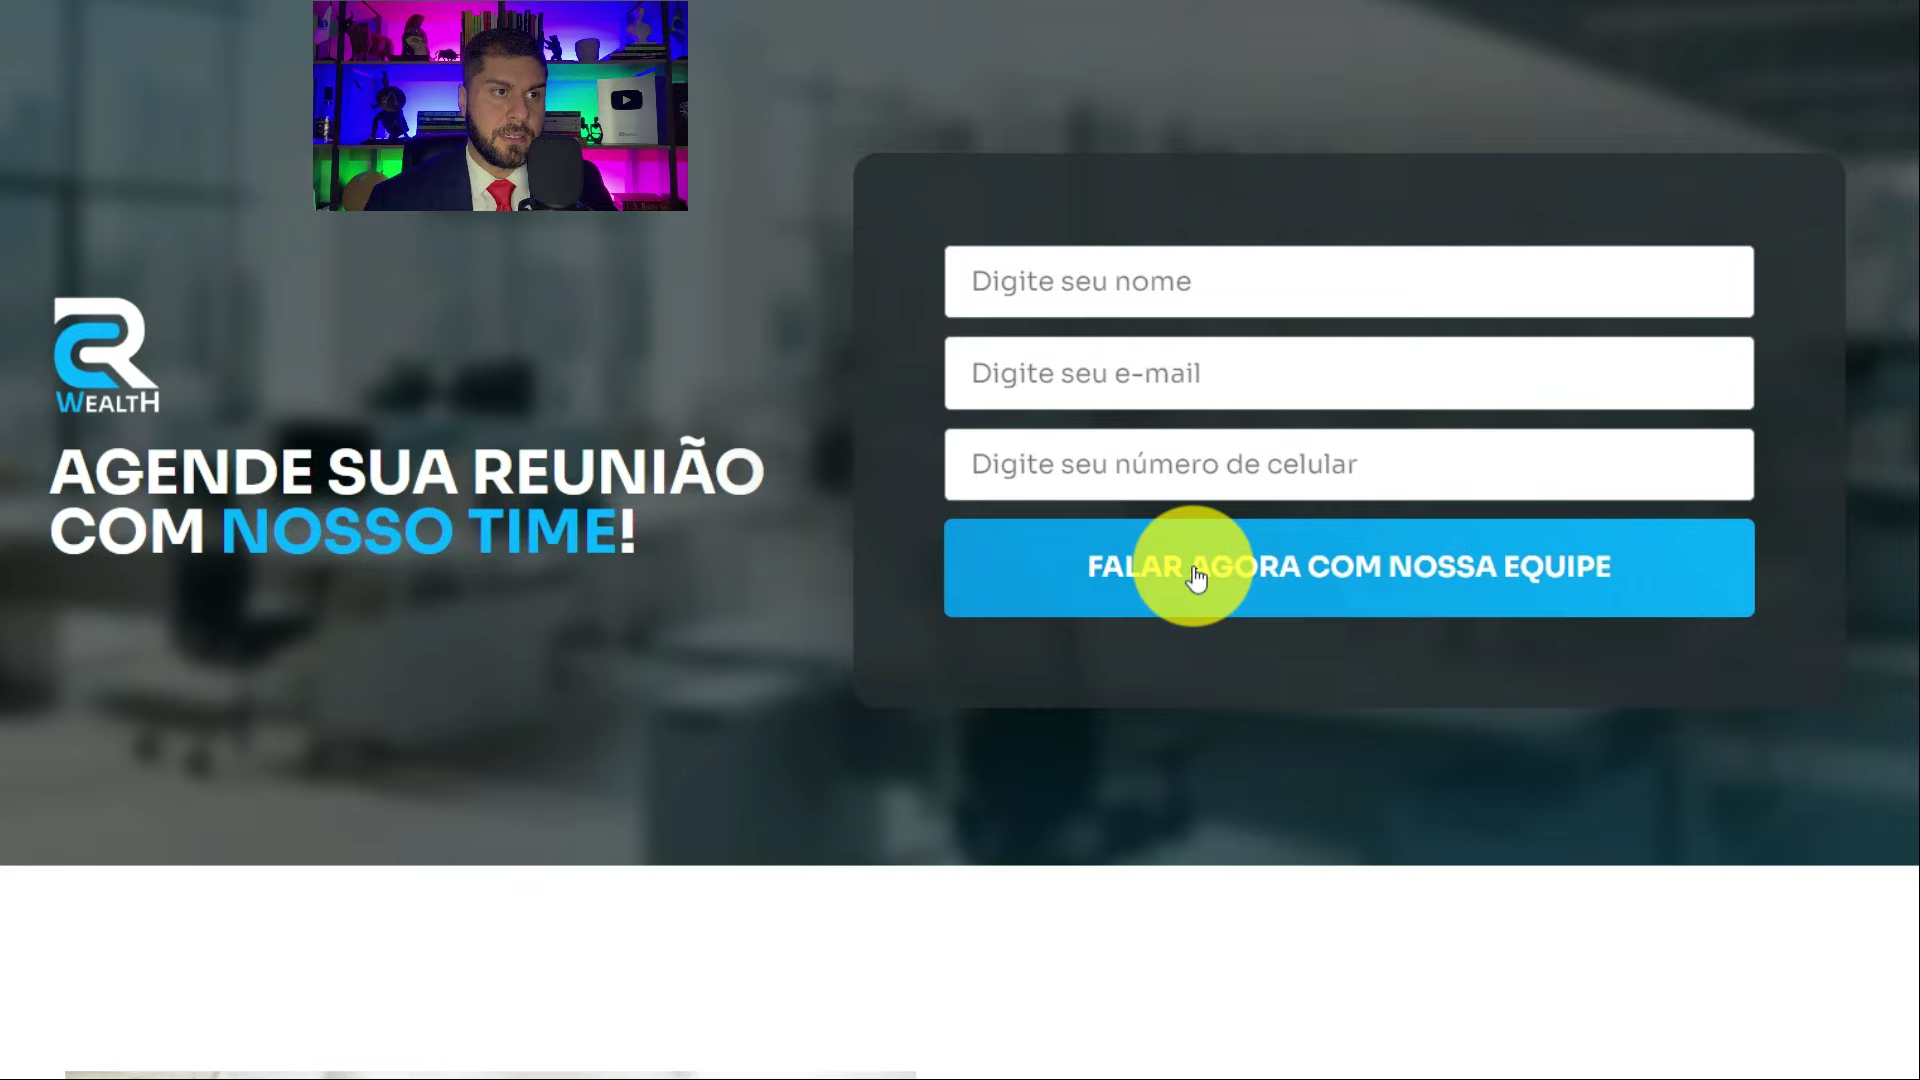 WEALTH
AGENDE SUA REUNIÃO
COM NOSSO TIME!
Digite seu nome
Digite seu e-mail
Digite seu número de celular
FALAR AGORA COM NOSSA EQUIPE